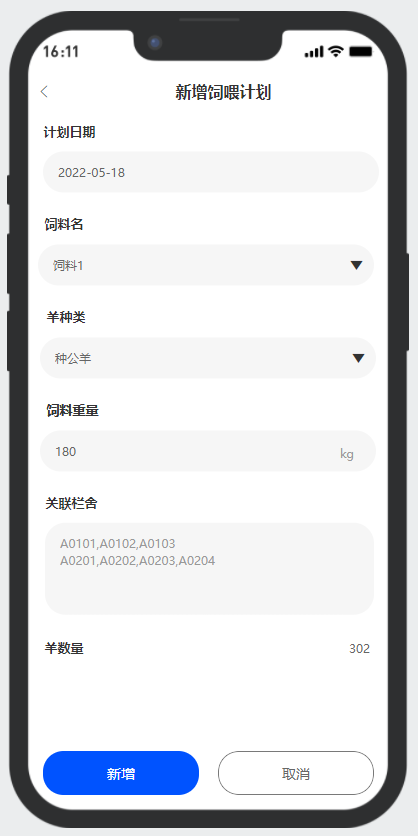 16:11
新增饲喂计划
计划日期
2022-05-18
饲料名
饲料1
羊种类
种公羊
饲料重量
180 kg
关联栏舍
A0101,A0102,A0103
A0201,A0202,A0203,A0204
羊数量 302
新增 取消